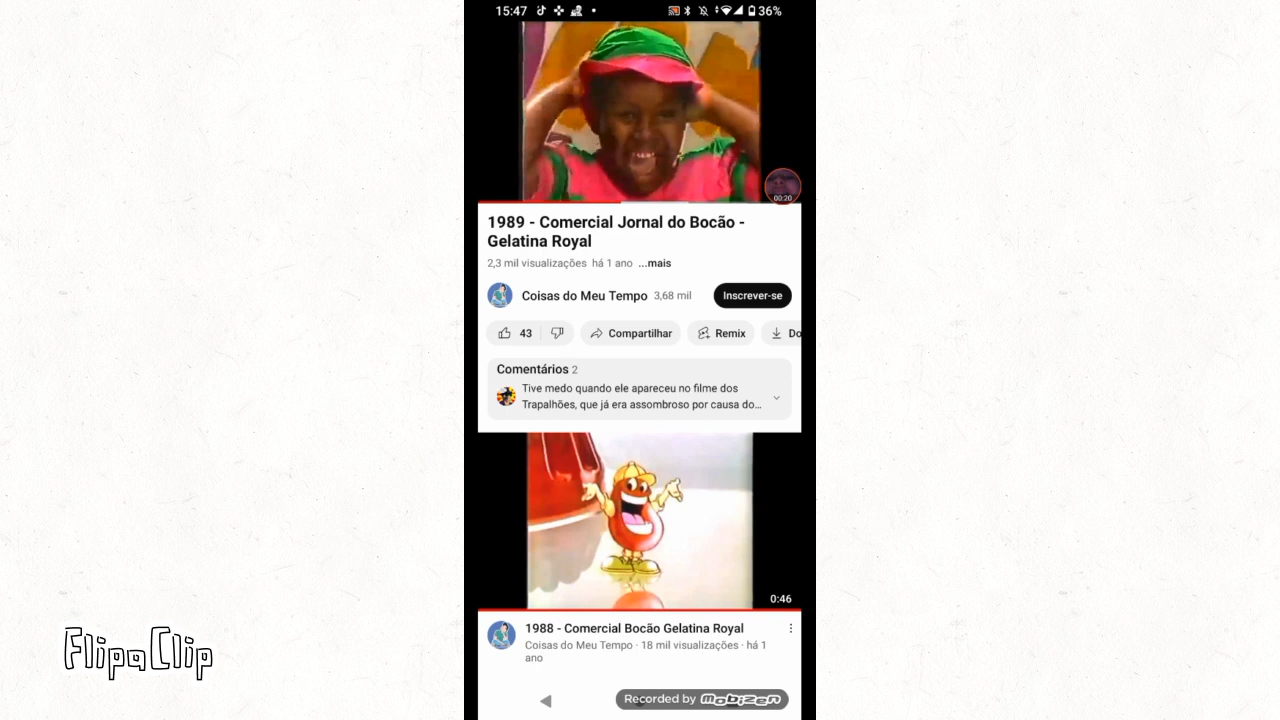 15:47
36%
00:20
1989 - Comercial Jornal do Bocão -
Gelatina Royal
2,3 mil visualizações há 1 ano ...mais
Coisas do Meu Tempo 3,68 mil
Inscrever-se
43
Compartilhar
Remix
Do
Comentários 2
Tive medo quando ele apareceu no filme dos
Trapalhões, que já era assombroso por causa do...
0:46
1988 - Comercial Bocão Gelatina Royal
Coisas do Meu Tempo · 18 mil visualizações · há 1
ano
FlipaClip
Recorded by mobizen